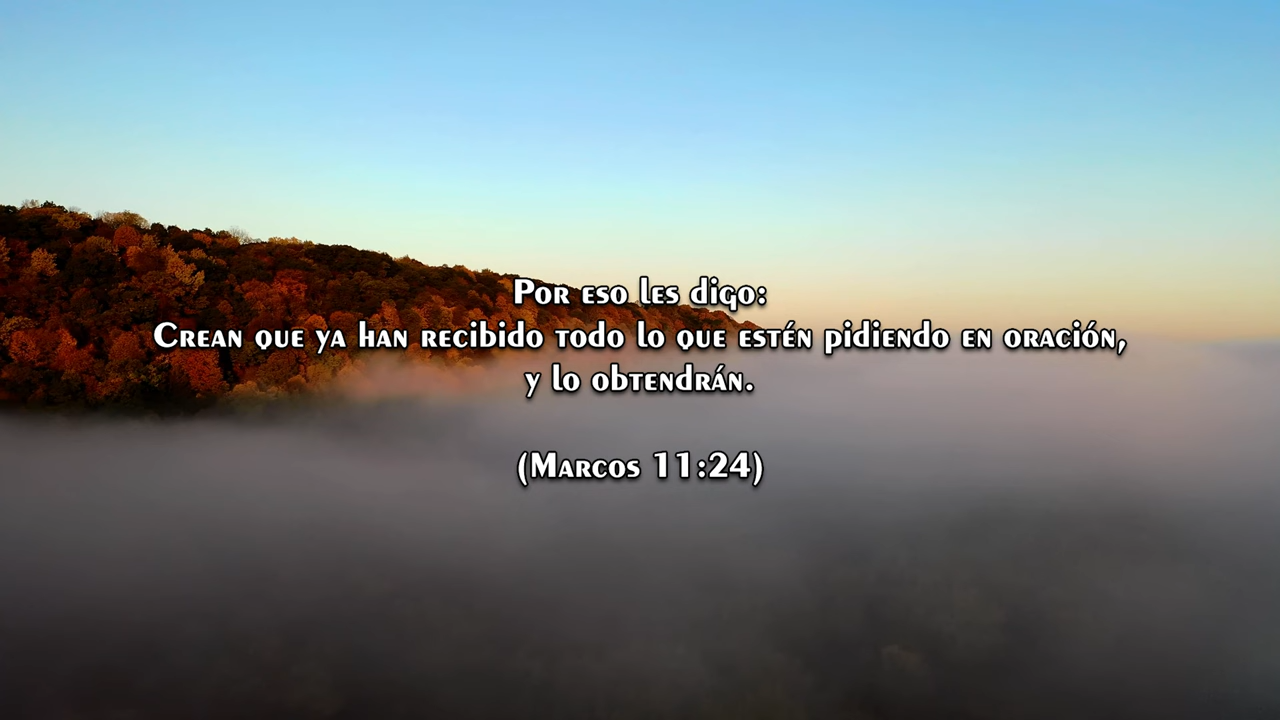 Por eso les digo:
Crean que ya han recibido todo lo que estén pidiendo en oración,
y lo obtendrán.
(Marcos 11:24)